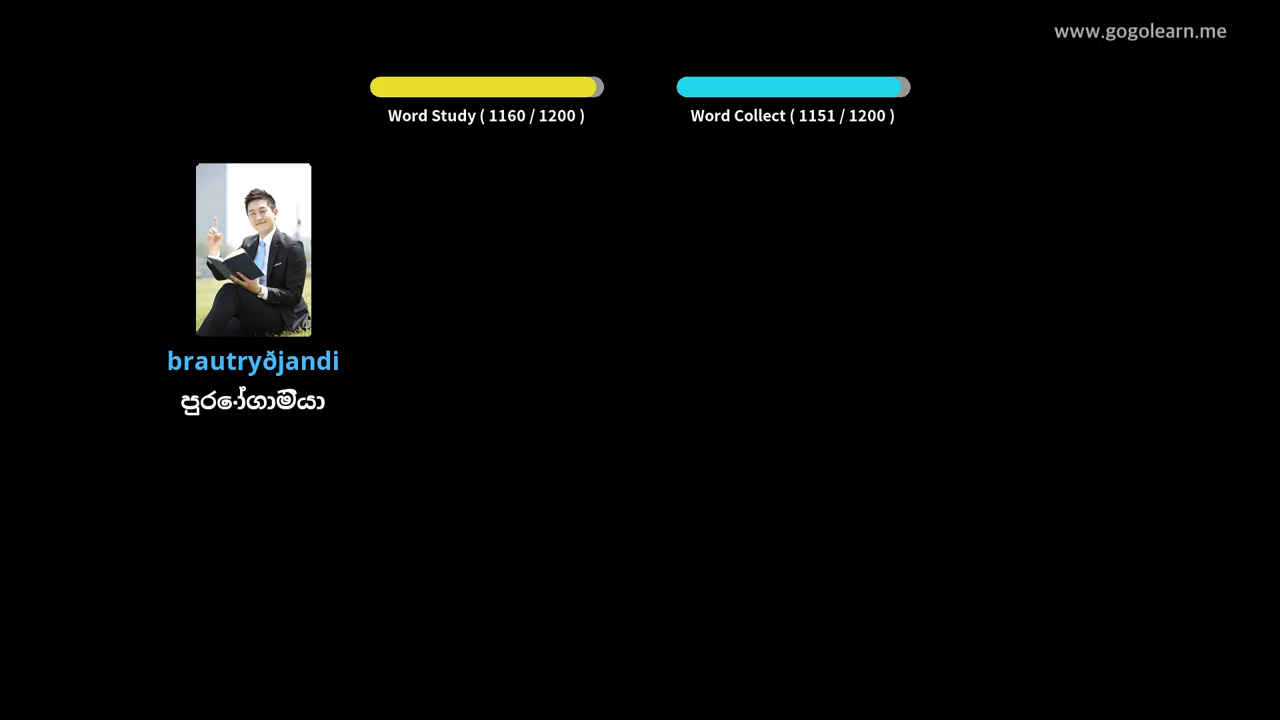 www.gogolearn.me
Word Study ( 1160 / 1200 )
Word Collect ( 1151 / 1200 )
brautryðjandi
පුරෝගාමියා